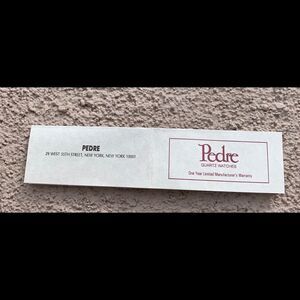 PEDRE
29 WEST 35TH STREET, NEW YORK, NEW YORK 10001
Pedre
QUARTZ WATCHES
One Year Limited Manufacturer's Warranty